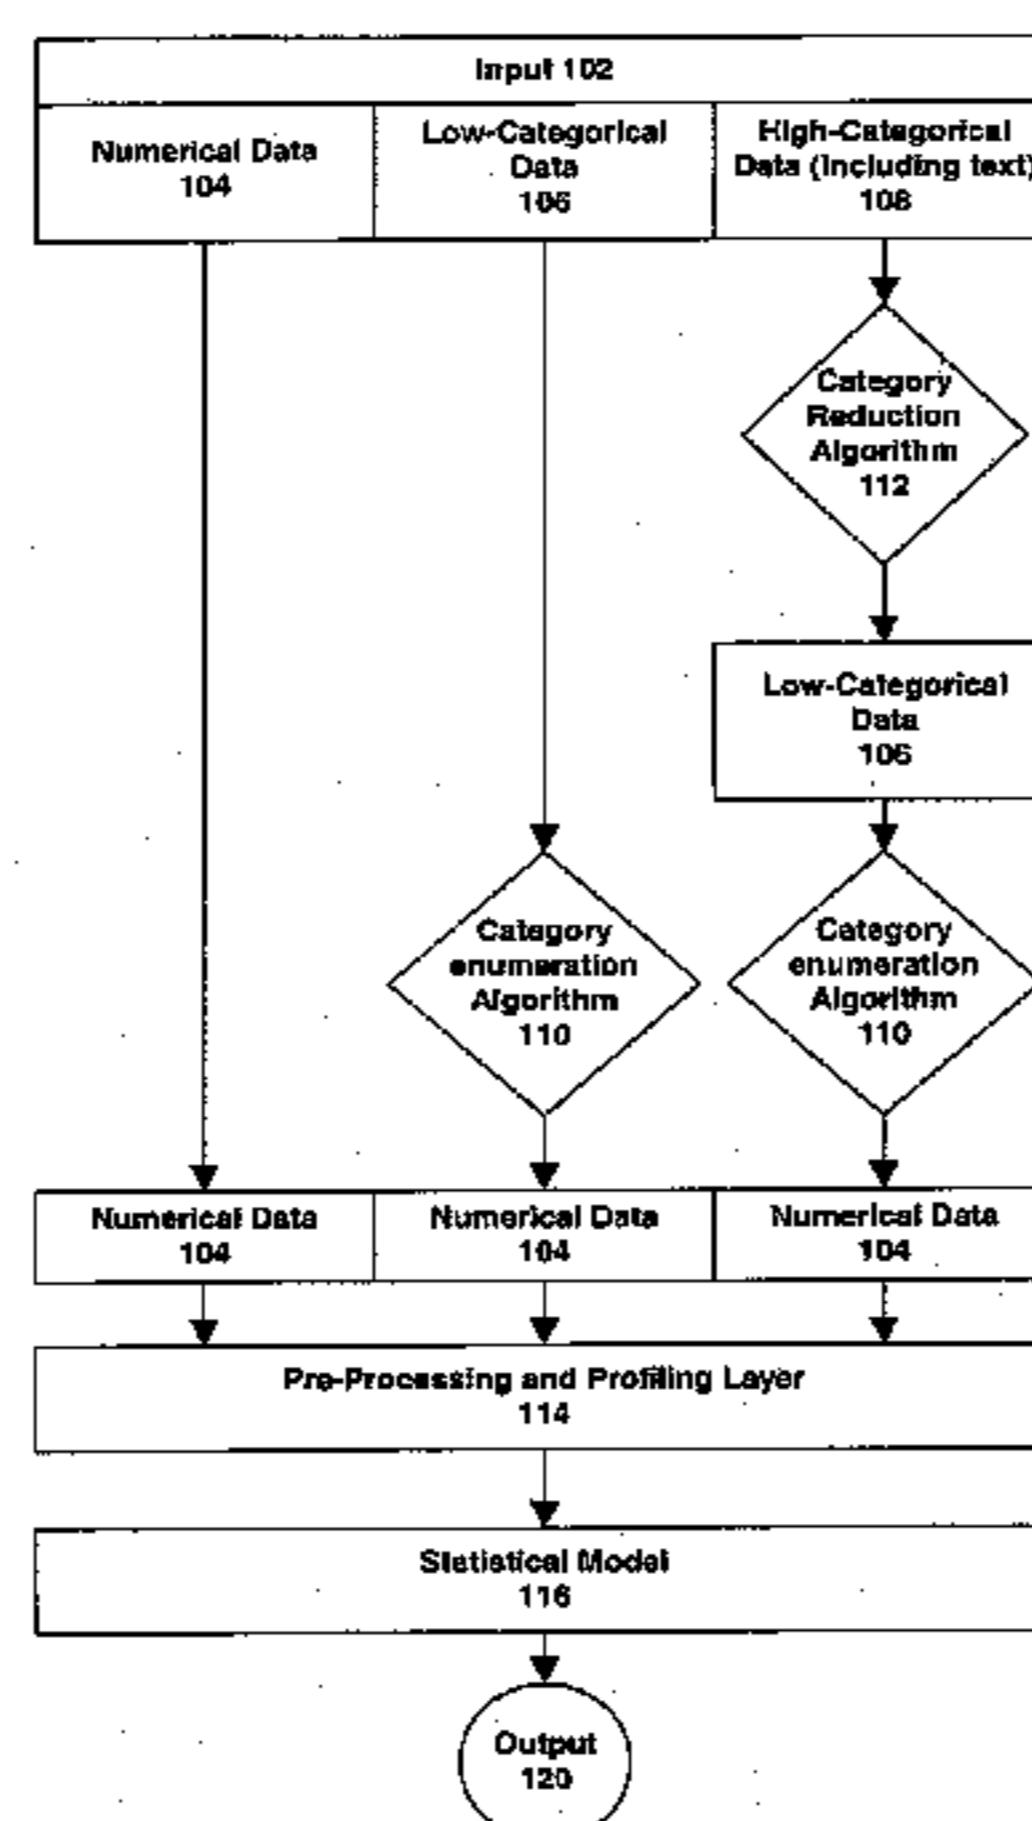 Input 102
Numerical Data
104
Low-Categorical
Data
106
High-Categorical
Data (Including text)
108
Category
Reduction
Algorithm
112
Low-Categorical
Data
106
Category
enumeration
Algorithm
110
Category
enumeration
Algorithm
110
Numerical Data
104
Numerical Data
104
Numerical Data
104
Pre-Processing and Profiling Layer
114
Statistical Model
116
Output
120